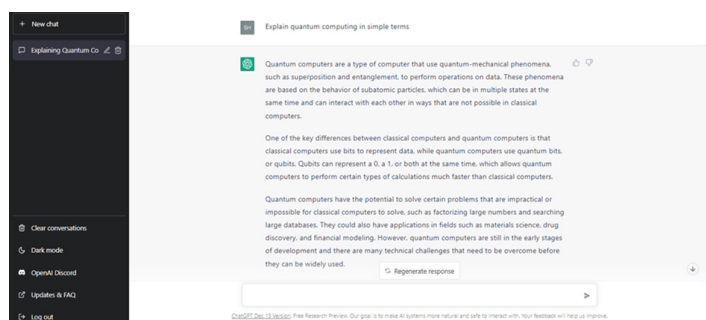 + New chat
Explaining Quantum Co
Clear conversations
Dark mode
OpenAI Discord
Updates & FAQ
Log out
SH
Explain quantum computing in simple terms
Quantum computers are a type of computer that use quantum-mechanical phenomena,
such as superposition and entanglement, to perform operations on data. These phenomena
are based on the behavior of subatomic particles, which can be in multiple states at the
same time and can interact with each other in ways that are not possible in classical
computers.
One of the key differences between classical computers and quantum computers is that
classical computers use bits to represent data, while quantum computers use quantum bits,
or qubits. Qubits can represent a 0, a 1, or both at the same time, which allows quantum
computers to perform certain types of calculations much faster than classical computers.
Quantum computers have the potential to solve certain problems that are impractical or
impossible for classical computers to solve, such as factorizing large numbers and searching
large databases. They could also have applications in fields such as materials science, drug
discovery, and financial modeling. However, quantum computers are still in the early stages
of development and there are many technical challenges that need to be overcome before
they can be widely used.
Regenerate response
ChatGPT Dec 15 Version. Free Research Preview. Our goal is to make AI systems more natural and safe to interact with. Your feedback will help us improve.